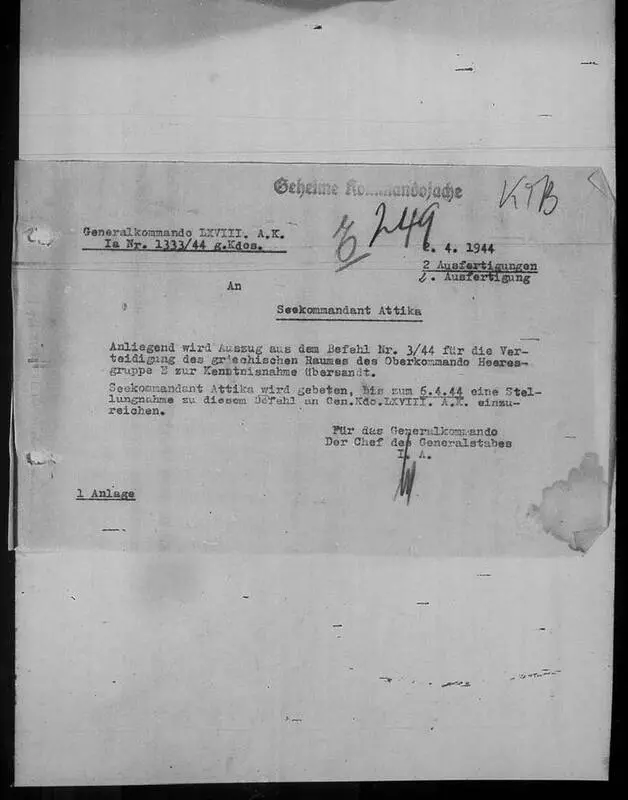 Geheime Kommandosache
KTB
Generalkommando LXVIII. A.K.
Ia Nr. 1333/44 g.Kdos.
249
2. 4. 1944
2 Ausfertigungen
2. Ausfertigung
An
Seekommandant Attika
Anliegend wird Auszug aus dem Befehl Nr. 3/44 für die Ver-
teidigung des griechischen Raumes des Oberkommando Heeres-
gruppe E zur Kenntnisnahme übersandt.
Seekommandant Attika wird gebeten, bis zum 6.4.44 eine Stel-
lungnahme zu diesem Befehl an Gen.Kdo.LXVIII. A.K. einzu-
reichen.
Für das Generalkommando
Der Chef des Generalstabes
I. A.
1 Anlage